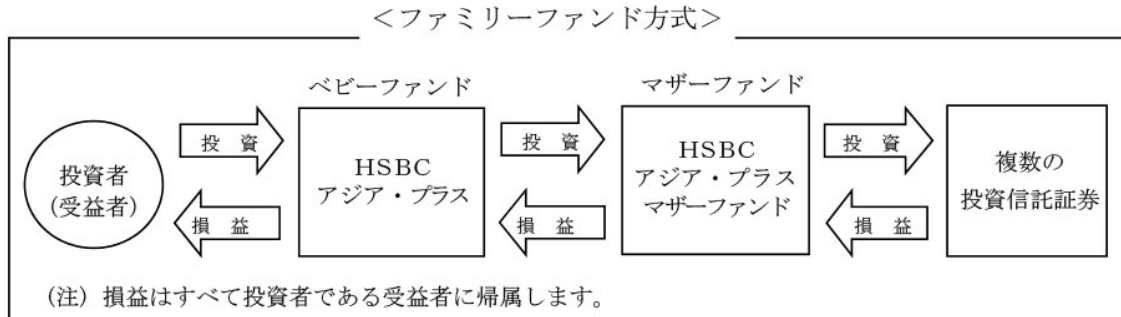 ＜ファミリーファンド方式＞
ベビーファンド
マザーファンド
投資者
（受益者）
投　資
損　益
HSBC
アジア・プラス
投　資
損　益
HSBC
アジア・プラス
マザーファンド
投　資
損　益
複数の
投資信託証券
（注）損益はすべて投資者である受益者に帰属します。